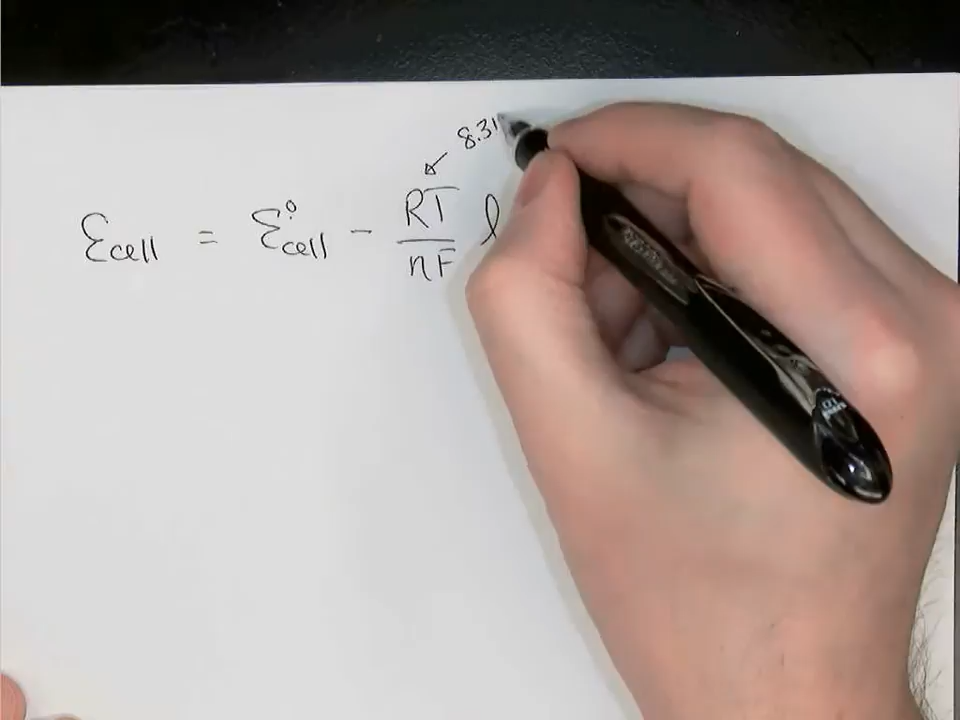 8.31
ℰcell = ℰ°cell - RT/nF l